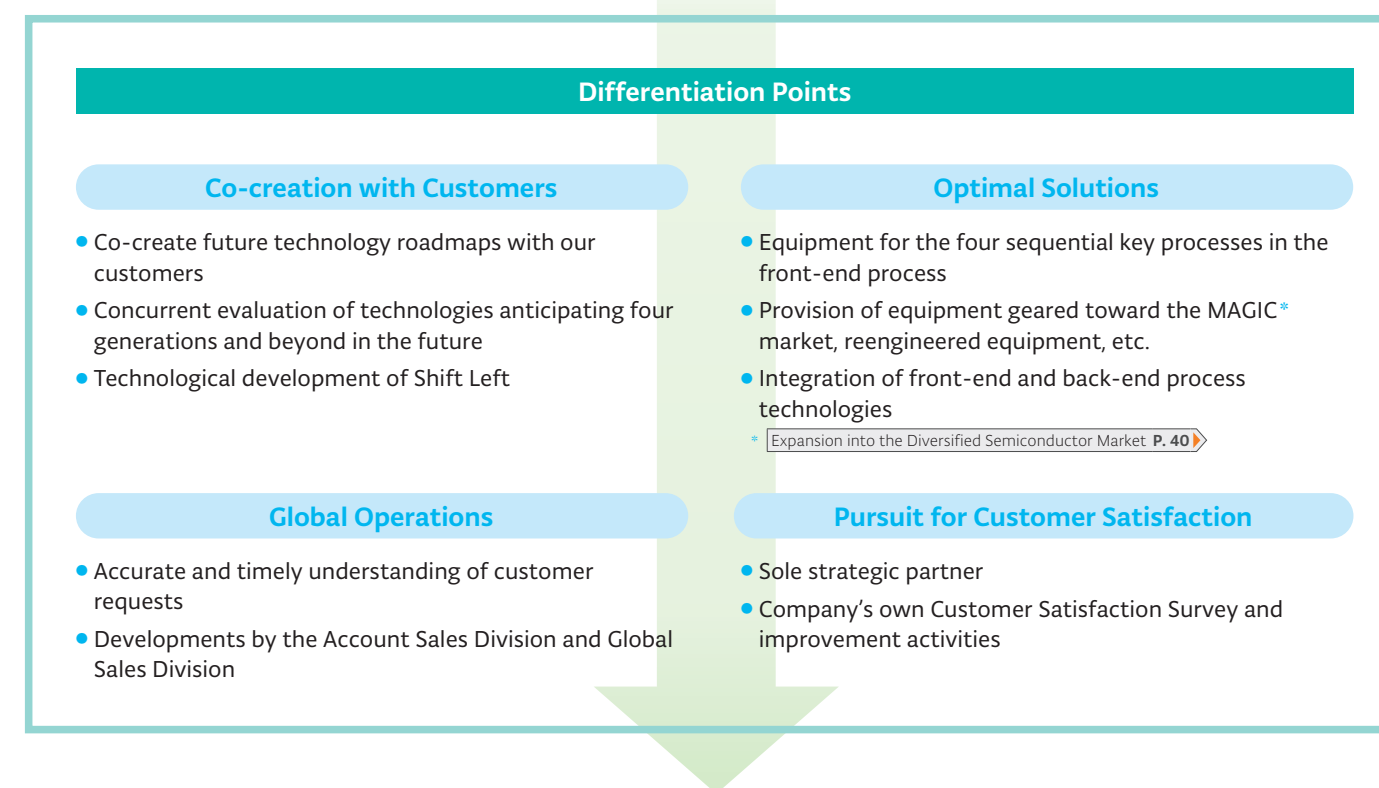 Differentiation Points
Co-creation with Customers
● Co-create future technology roadmaps with our
customers
● Concurrent evaluation of technologies anticipating four
generations and beyond in the future
● Technological development of Shift Left
Optimal Solutions
● Equipment for the four sequential key processes in the
front-end process
● Provision of equipment geared toward the MAGIC*
market, reengineered equipment, etc.
● Integration of front-end and back-end process
technologies
* Expansion into the Diversified Semiconductor Market P. 40
Global Operations
● Accurate and timely understanding of customer
requests
● Developments by the Account Sales Division and Global
Sales Division
Pursuit for Customer Satisfaction
● Sole strategic partner
● Company’s own Customer Satisfaction Survey and
improvement activities